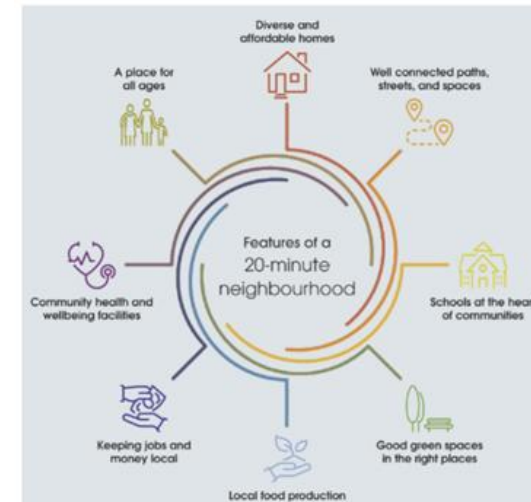 Diverse and
affordable homes
Well connected paths,
streets, and spaces
Schools at the hear
of communities
Good green spaces
in the right places
Local food production
Keeping jobs and
money local
Community health and
wellbeing facilities
A place for
all ages
Features of a
20-minute
neighbourhood